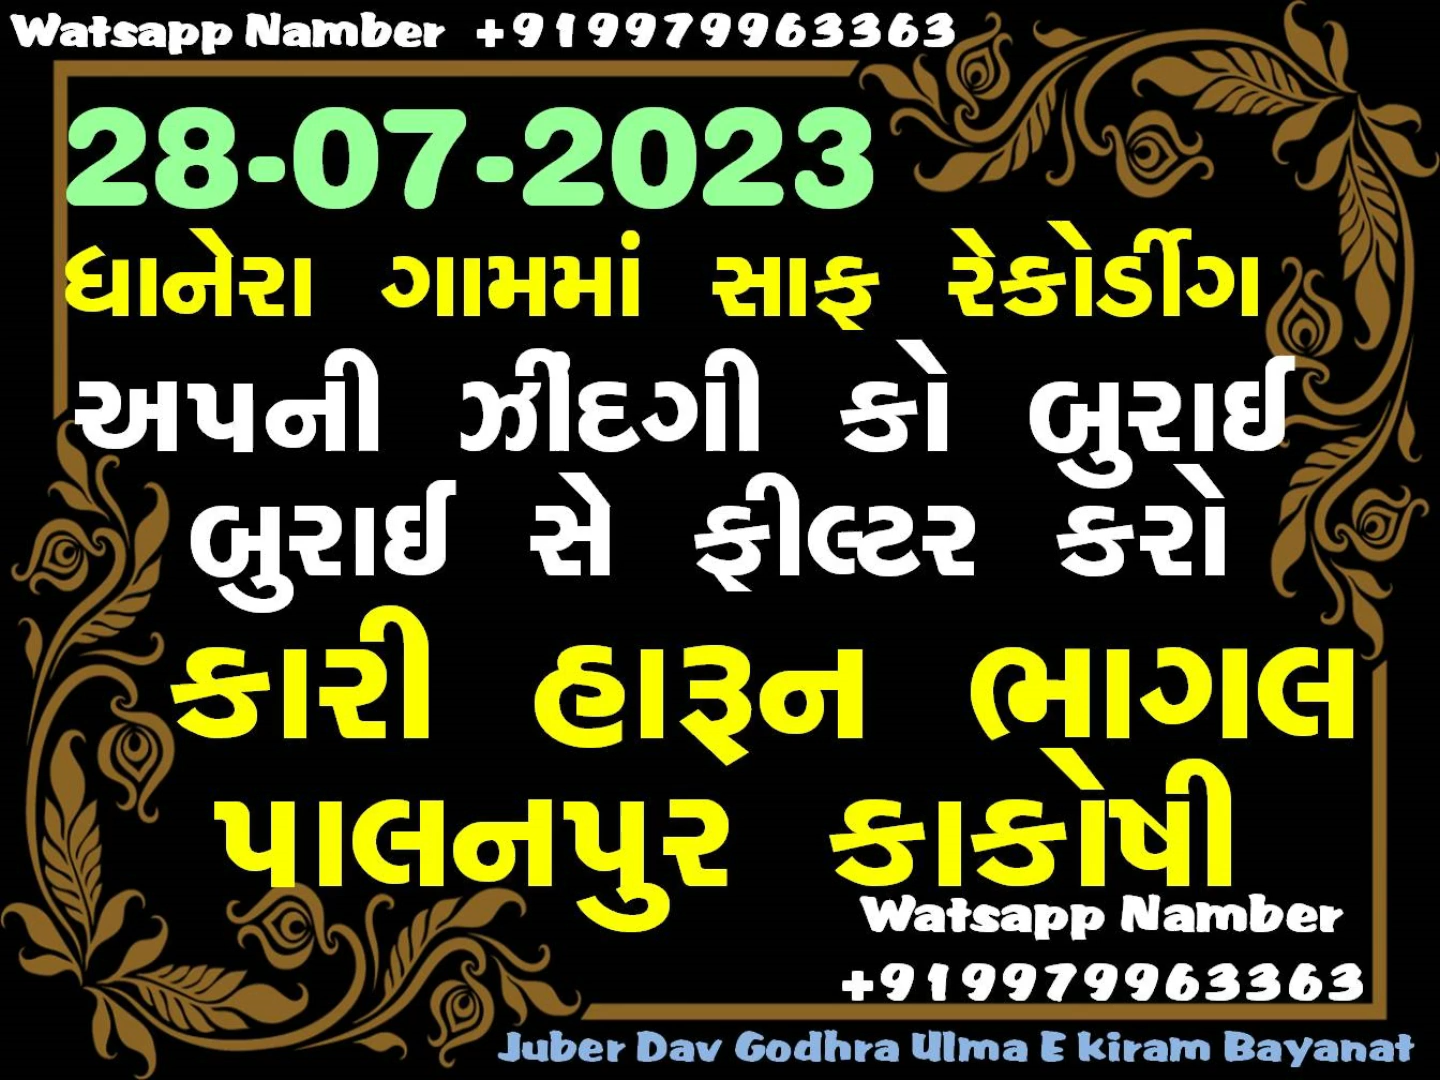 Watsapp Namber +919979963363
28-07-2023
ધાનેરા ગામમાં સાફ રેકોર્ડીંગ
અપની ઝીંદગી કો બુરાઈ
બુરાઈ સે ફીલ્ટર કરો
કારી હારૂન ભાગલ
પાલનપુર કાકોષી
Watsapp Namber
+919979963363
Juber Dav Godhra Ulma E kiram Bayanat